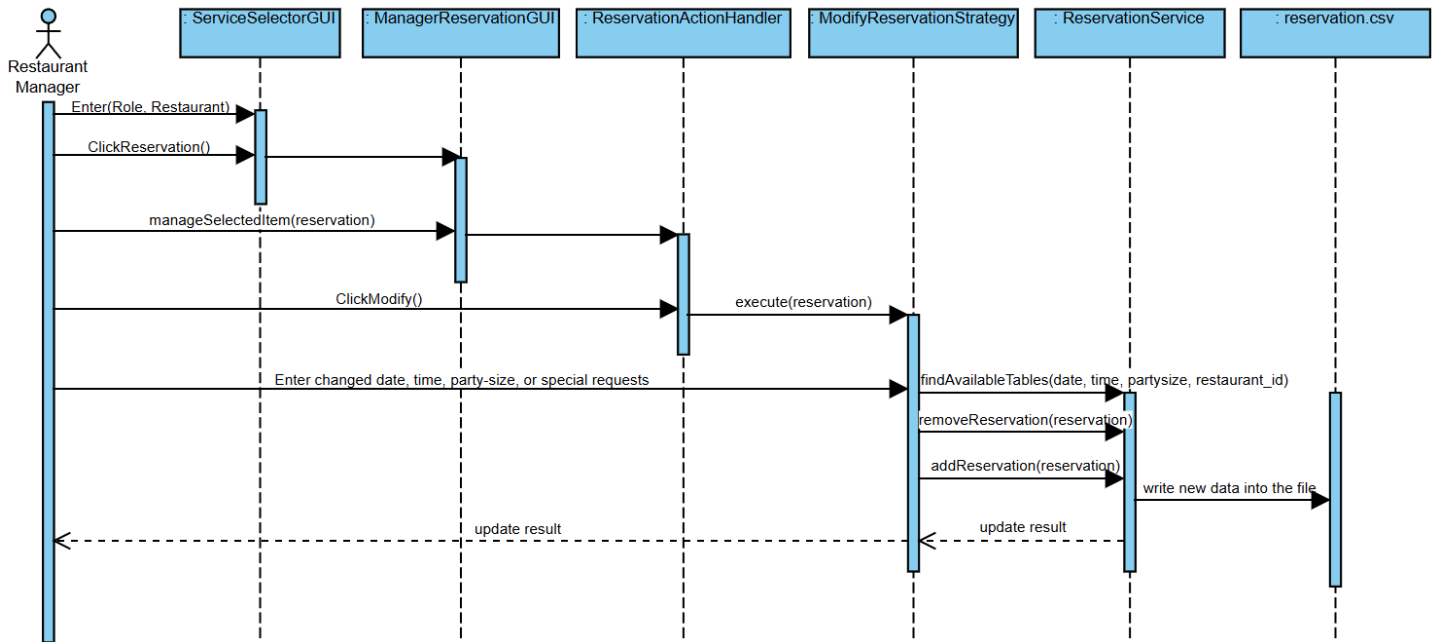 : ServiceSelectorGUI
: ManagerReservationGUI
: ReservationActionHandler
: ModifyReservationStrategy
: ReservationService
: reservation.csv
Restaurant
Manager
Enter(Role, Restaurant)
ClickReservation()
manageSelectedItem(reservation)
ClickModify()
execute(reservation)
Enter changed date, time, party-size, or special requests
findAvailableTables(date, time, partysize, restaurant_id)
removeReservation(reservation)
addReservation(reservation)
write new data into the file
update result
update result